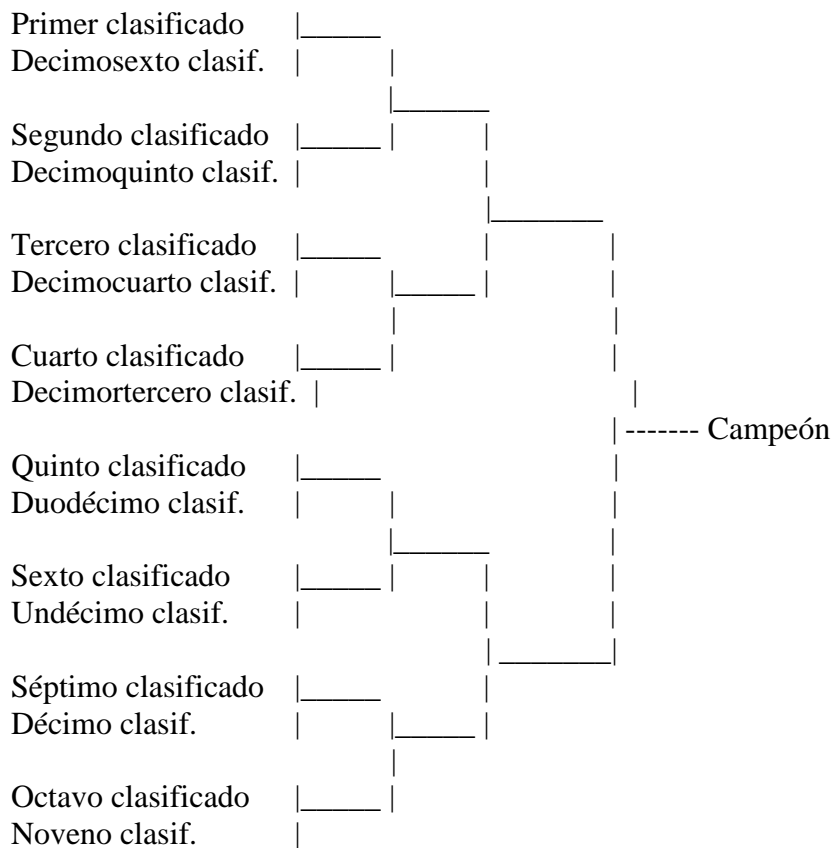 Primer clasificado
Decimosexto clasif.
Segundo clasificado
Decimoquinto clasif.
Tercero clasificado
Decimocuarto clasif.
Cuarto clasificado
Decimortercero clasif.
------- Campeón
Quinto clasificado
Duodécimo clasif.
Sexto clasificado
Undécimo clasif.
Séptimo clasificado
Décimo clasif.
Octavo clasificado
Noveno clasif.